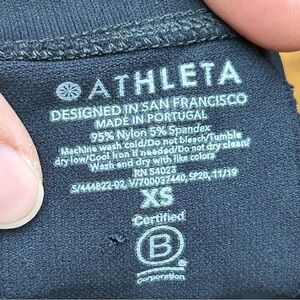 ATHLETA
DESIGNED IN SAN FRANCISCO
MADE IN PORTUGAL
95% Nylon 5% Spandex
Machine wash cold/Do not bleach/Tumble
dry low/Cool iron if needed/Do not dry clean/
Wash and dry with like colors
RN 54023
S/444822-02, V/700037440, SP20, 11/19
XS
Certified
B
Corporation